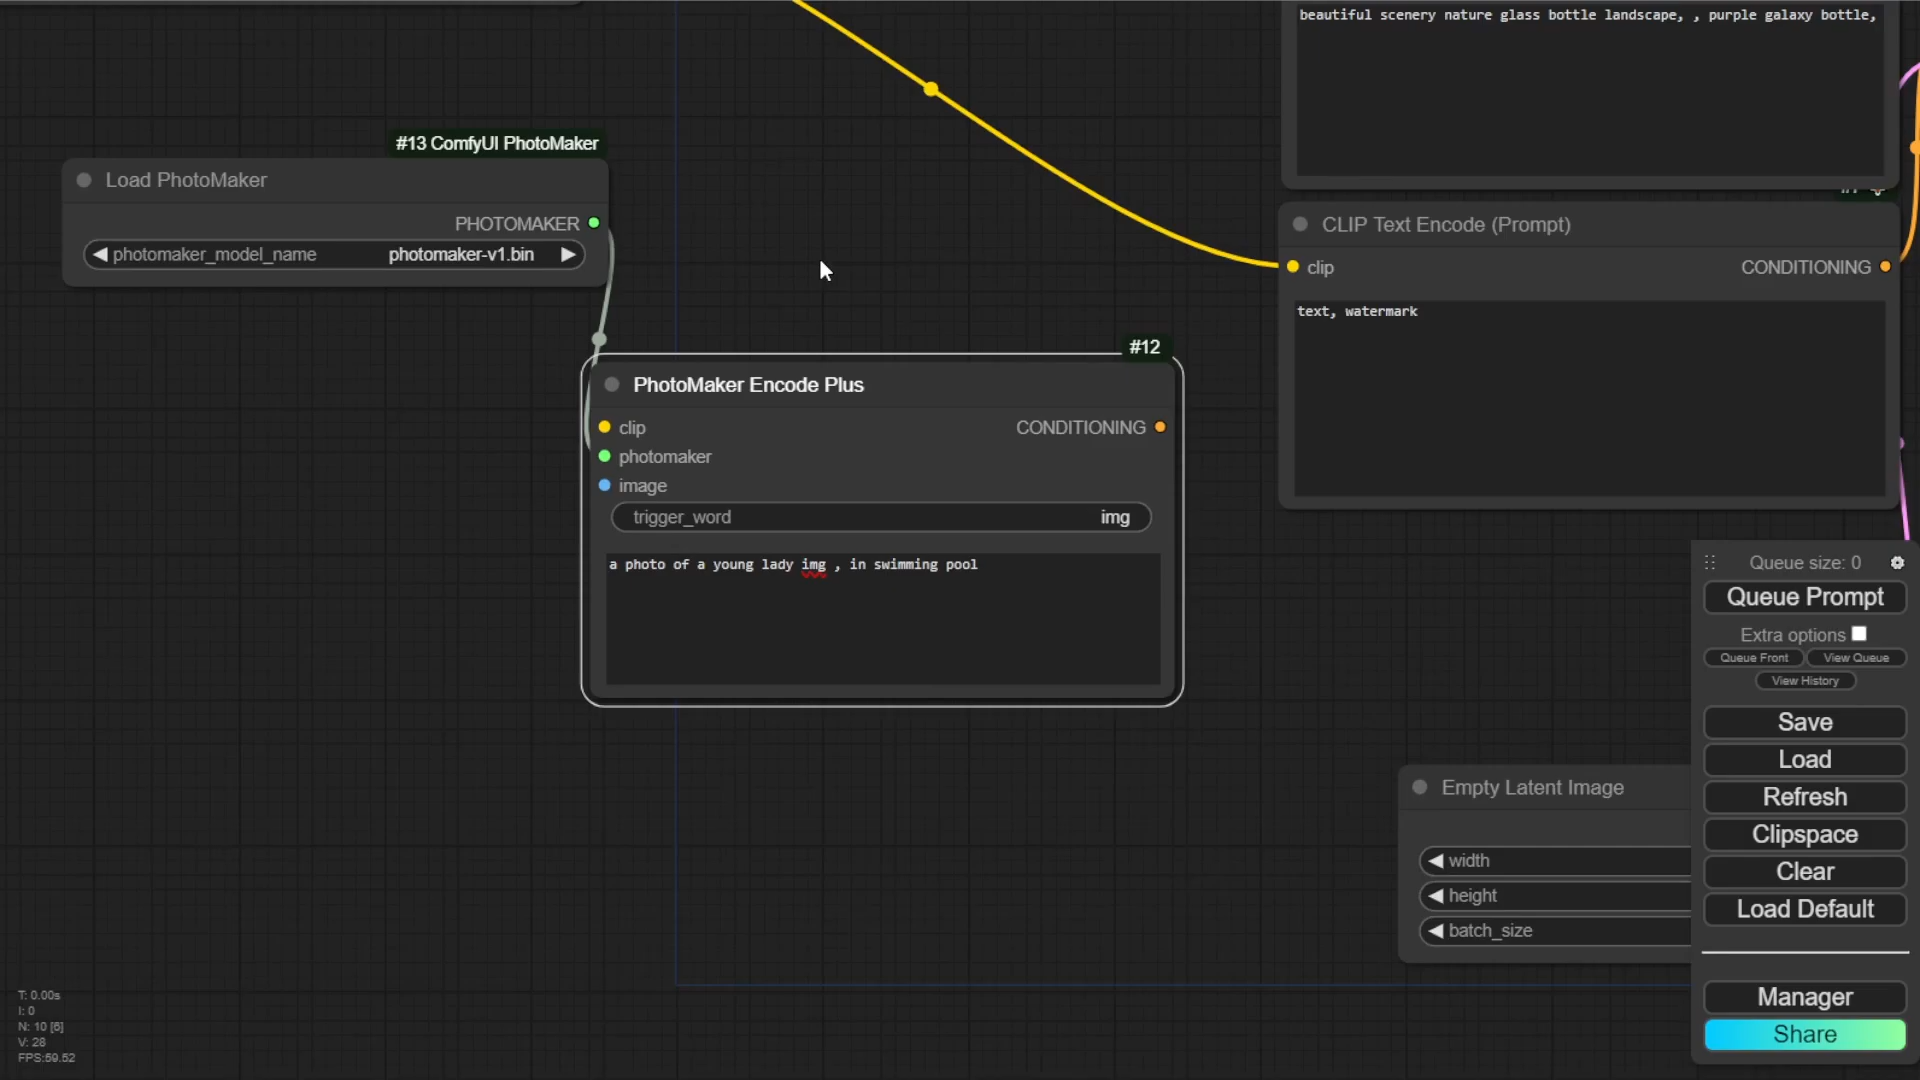 beautiful scenery nature glass bottle landscape, , purple galaxy bottle,
#13 ComfyUI PhotoMaker
Load PhotoMaker
PHOTOMAKER
photomaker_model_name photomaker-v1.bin
CLIP Text Encode (Prompt)
clip CONDITIONING
text, watermark
#12
PhotoMaker Encode Plus
clip CONDITIONING
photomaker
image
trigger_word img
a photo of a young lady img , in swimming pool
Queue size: 0
Queue Prompt
Extra options
Queue Front View Queue
View History
Save
Load
Refresh
Clipspace
Clear
Load Default
Manager
Share
Empty Latent Image
width
height
batch_size
T: 0.00s
I: 0
N: 10 [6]
V: 28
FPS:59.52